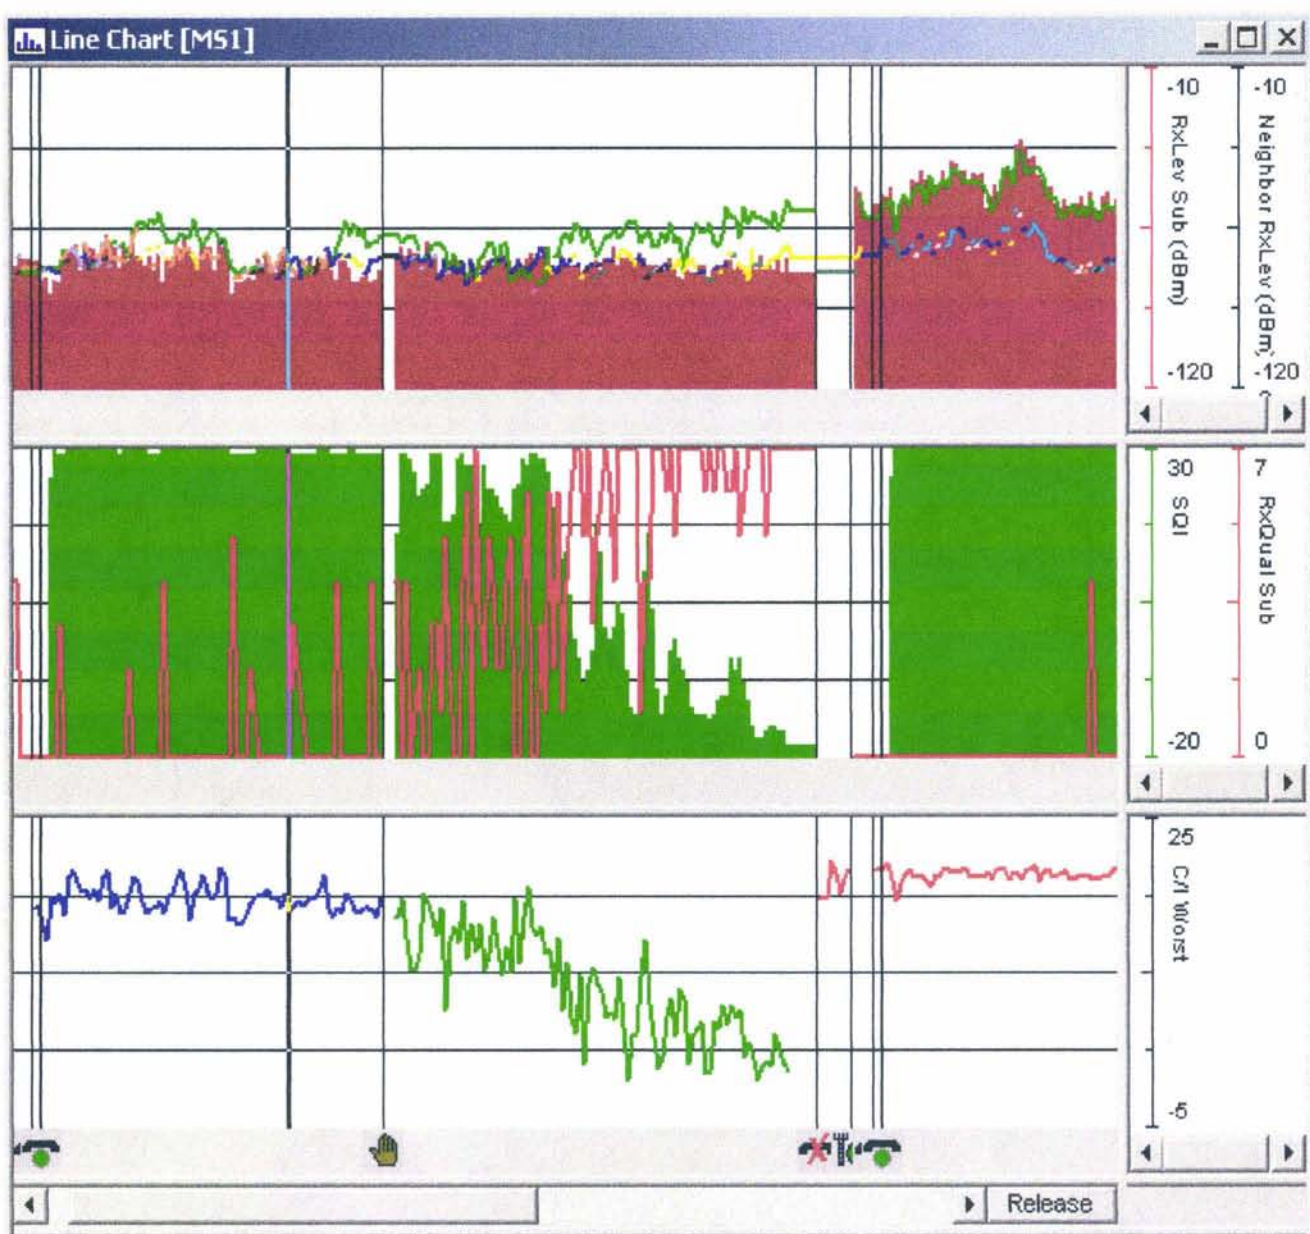 Line Chart [MS1]
-10
RxLev Sub (dBm)
-120
-10
Neighbor RxLev (dBm)
-120
30
SQI
-20
7
RxQual Sub
0
25
C/I Worst
-5
Release